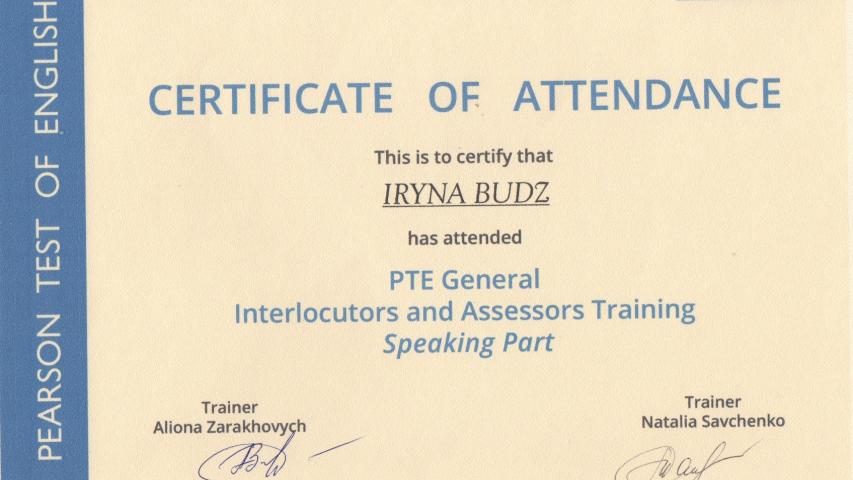 PEARSON TEST OF ENGLISH
CERTIFICATE OF ATTENDANCE
This is to certify that
IRYNA BUDZ
has attended
PTE General
Interlocutors and Assessors Training
Speaking Part
Trainer
Aliona Zarakhovych
Trainer
Natalia Savchenko